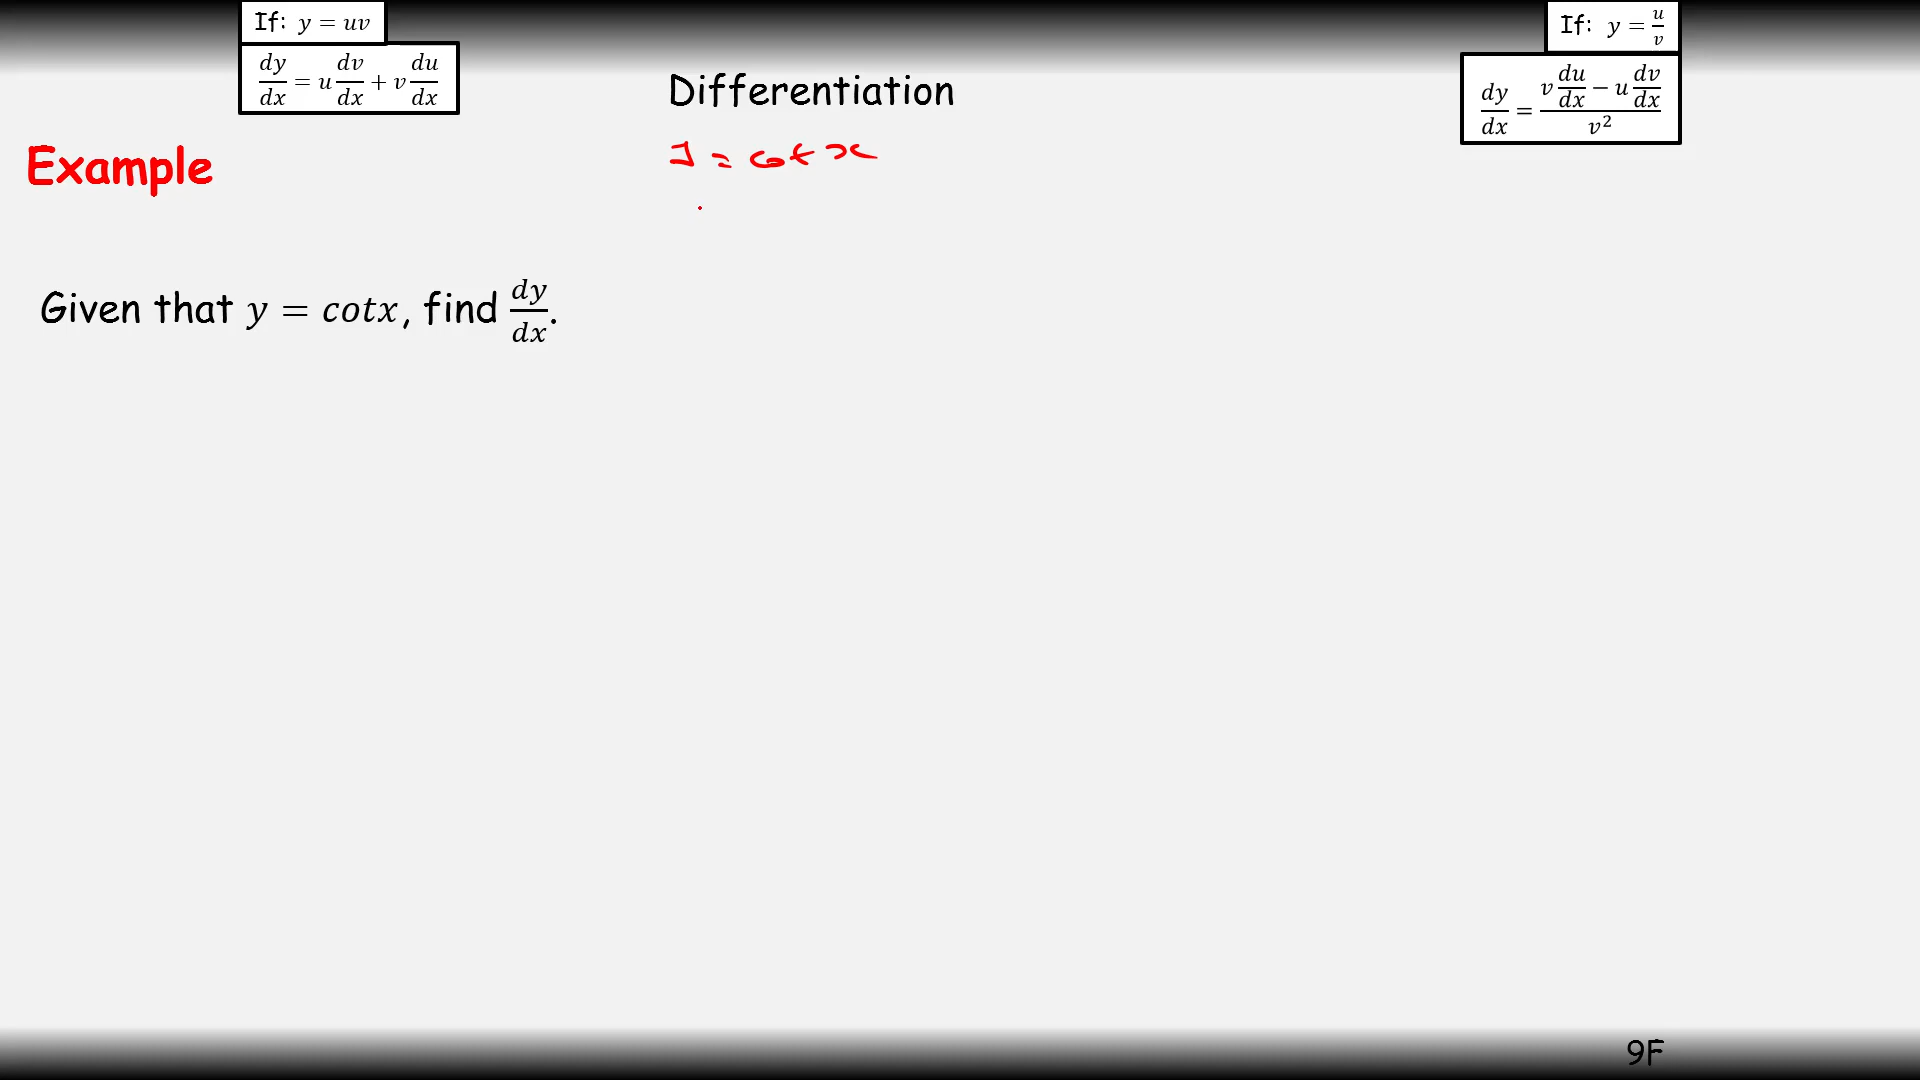 If: y = uv
dy/dx = u dv/dx + v du/dx
If: y = u/v
dy/dx = (v du/dx − u dv/dx)/v²
Differentiation
y = cot x
Example
Given that y = cotx, find dy/dx.
9F